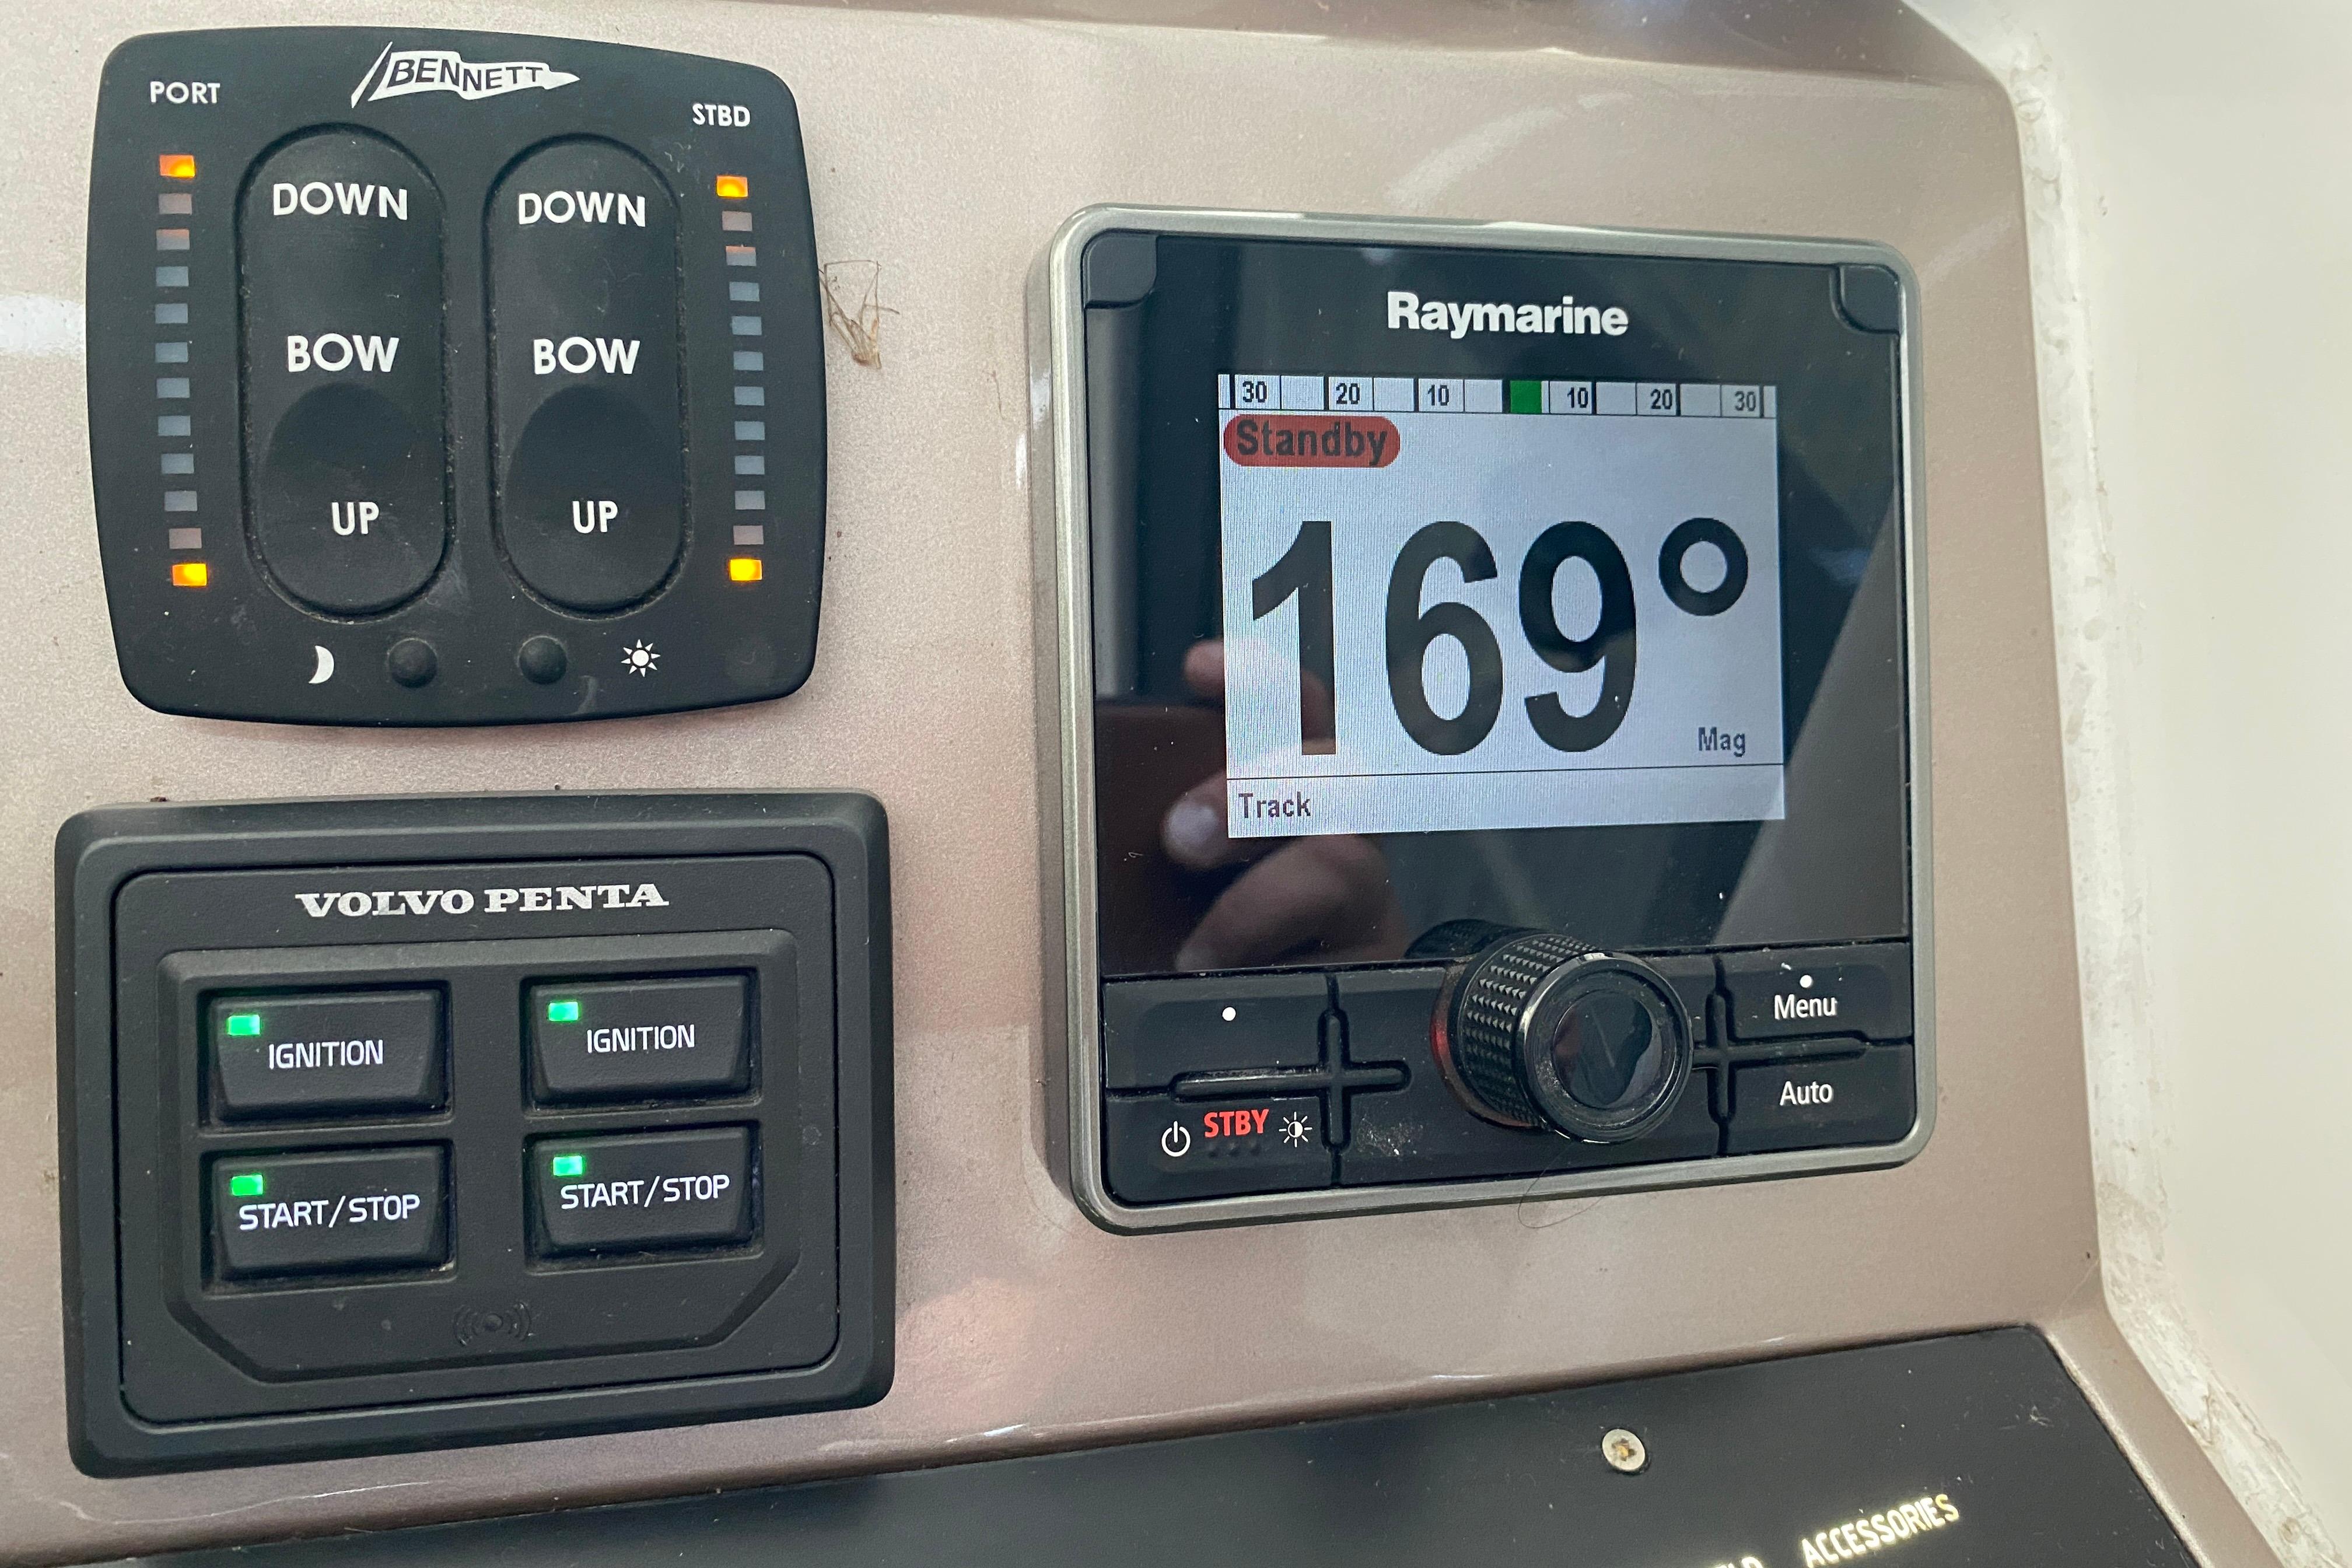 PORT
BENNETT
STBD
DOWN
DOWN
BOW
BOW
UP
UP
Raymarine
30 20 10 10 20 30
Standby
169°
Mag
Track
Menu
STBY
Auto
VOLVO PENTA
IGNITION
IGNITION
START/STOP
START/STOP
ACCESSORIES